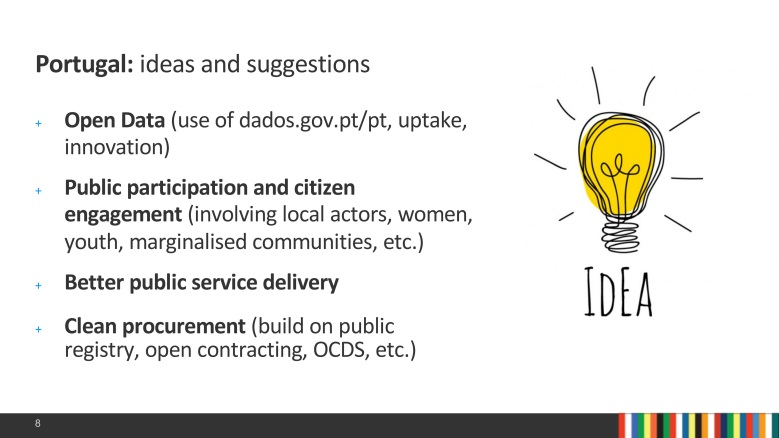 Portugal: ideas and suggestions
+ Open Data (use of dados.gov.pt/pt, uptake,
innovation)
+ Public participation and citizen
engagement (involving local actors, women,
youth, marginalised communities, etc.)
+ Better public service delivery
+ Clean procurement (build on public
registry, open contracting, OCDS, etc.)
IDEA
8